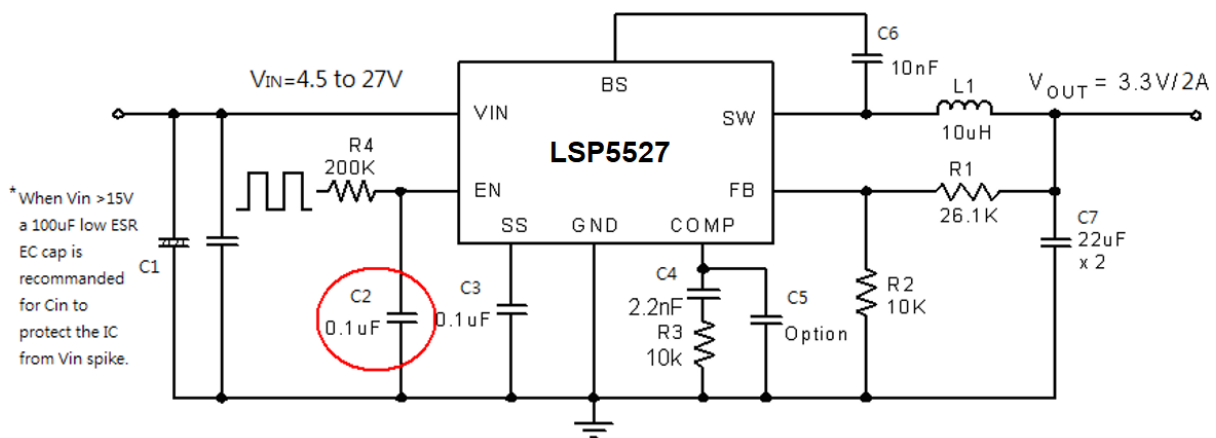 VIN=4.5 to 27V
C6
10nF
BS
L1
10uH
VOUT = 3.3V/2A
VIN
SW
LSP5527
R4
200K
EN
FB
R1
26.1K
* When Vin >15V
a 100uF low ESR
EC cap is
recommanded
for Cin to
protect the IC
from Vin spike.
C1
SS
GND
COMP
C7
22uF
x 2
C2
0.1uF
C3
0.1uF
C4
2.2nF
R3
10k
C5
Option
R2
10K